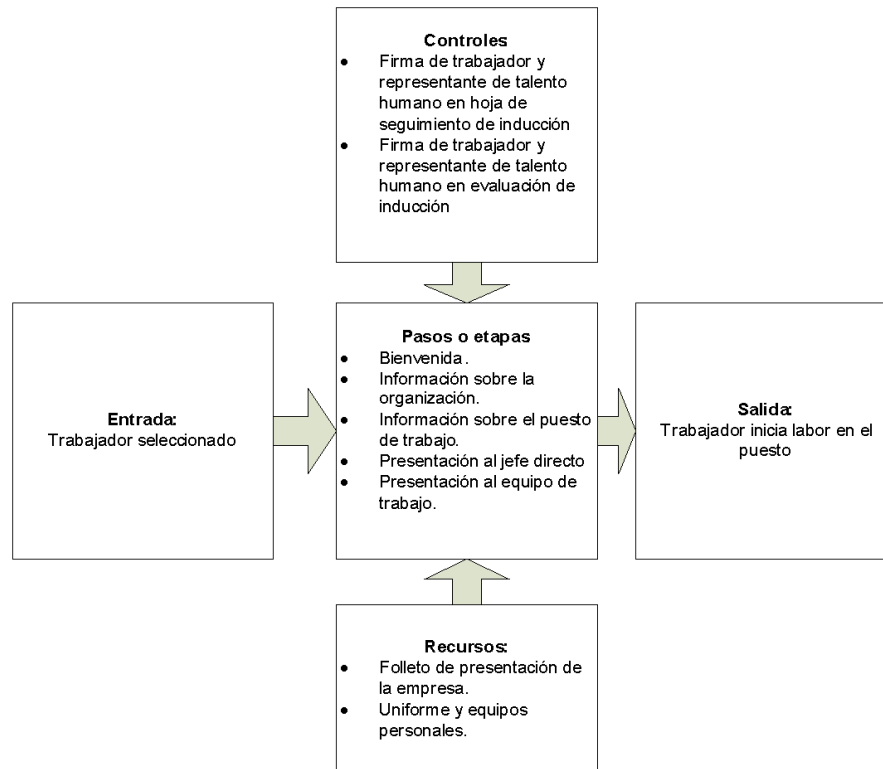 Controles
● Firma de trabajador y
representante de talento
humano en hoja de
seguimiento de inducción
● Firma de trabajador y
representante de talento
humano en evaluación de
inducción
Entrada:
Trabajador seleccionado
Pasos o etapas
● Bienvenida.
● Información sobre la
organización.
● Información sobre el puesto
de trabajo.
● Presentación al jefe directo
● Presentación al equipo de
trabajo.
Salida:
Trabajador inicia labor en el
puesto
Recursos:
● Folleto de presentación de
la empresa.
● Uniforme y equipos
personales.